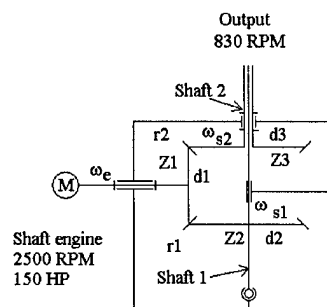 Output
830 RPM
Shaft 2
r2
ωs2
d3
Z1
Z3
ωe
d1
M
ωs1
Shaft engine
2500 RPM
150 HP
r1
Z2
d2
Shaft 1